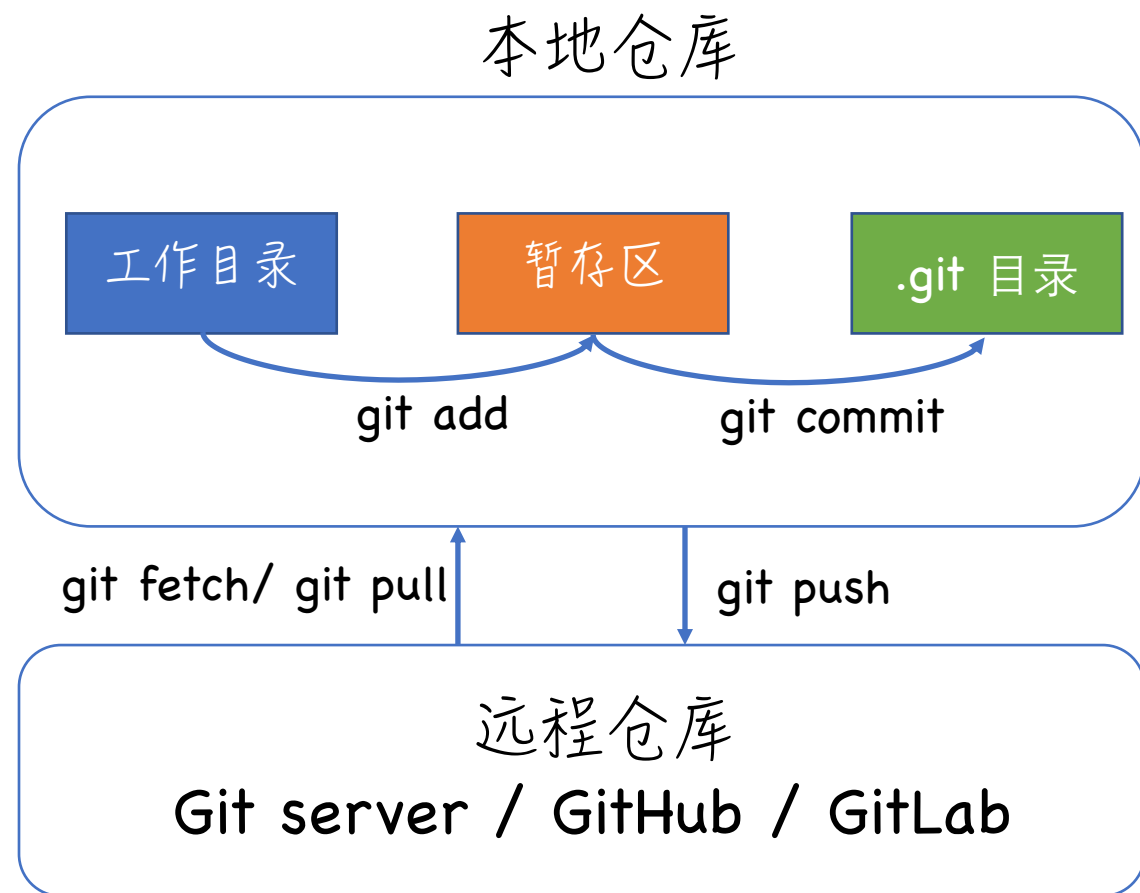 本地仓库
工作目录
暂存区
.git 目录
git add
git commit
git fetch/ git pull
git push
远程仓库
Git server / GitHub / GitLab